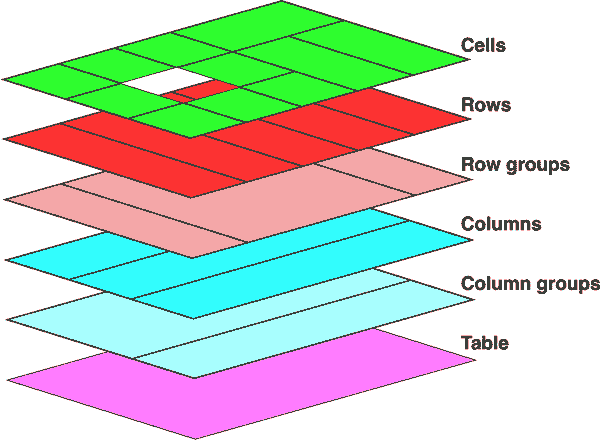 Cells
Rows
Row groups
Columns
Column groups
Table